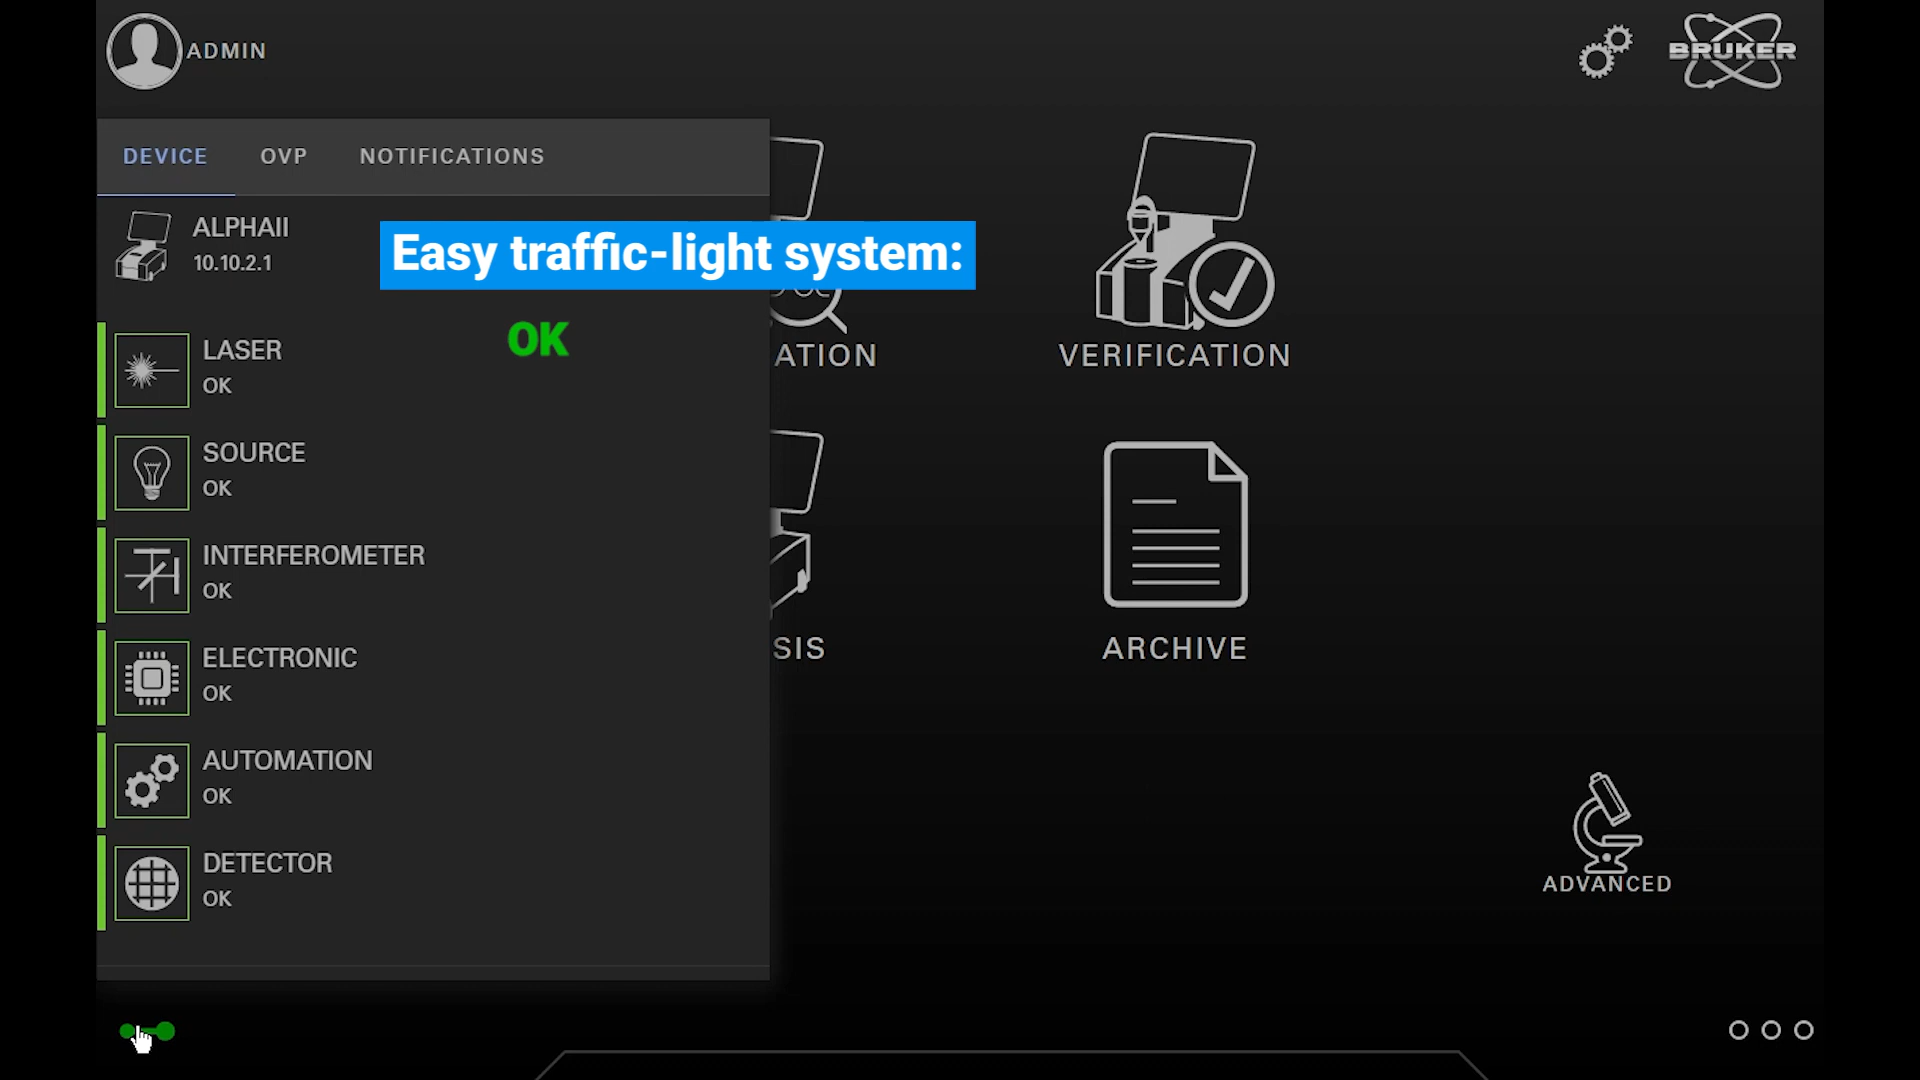 ADMIN
BRUKER
DEVICE
OVP
NOTIFICATIONS
ALPHAII
10.10.2.1
Easy traffic-light system:
OK
LASER
OK
SOURCE
OK
INTERFEROMETER
OK
ELECTRONIC
OK
AUTOMATION
OK
DETECTOR
OK
ATION
VERIFICATION
SIS
ARCHIVE
ADVANCED